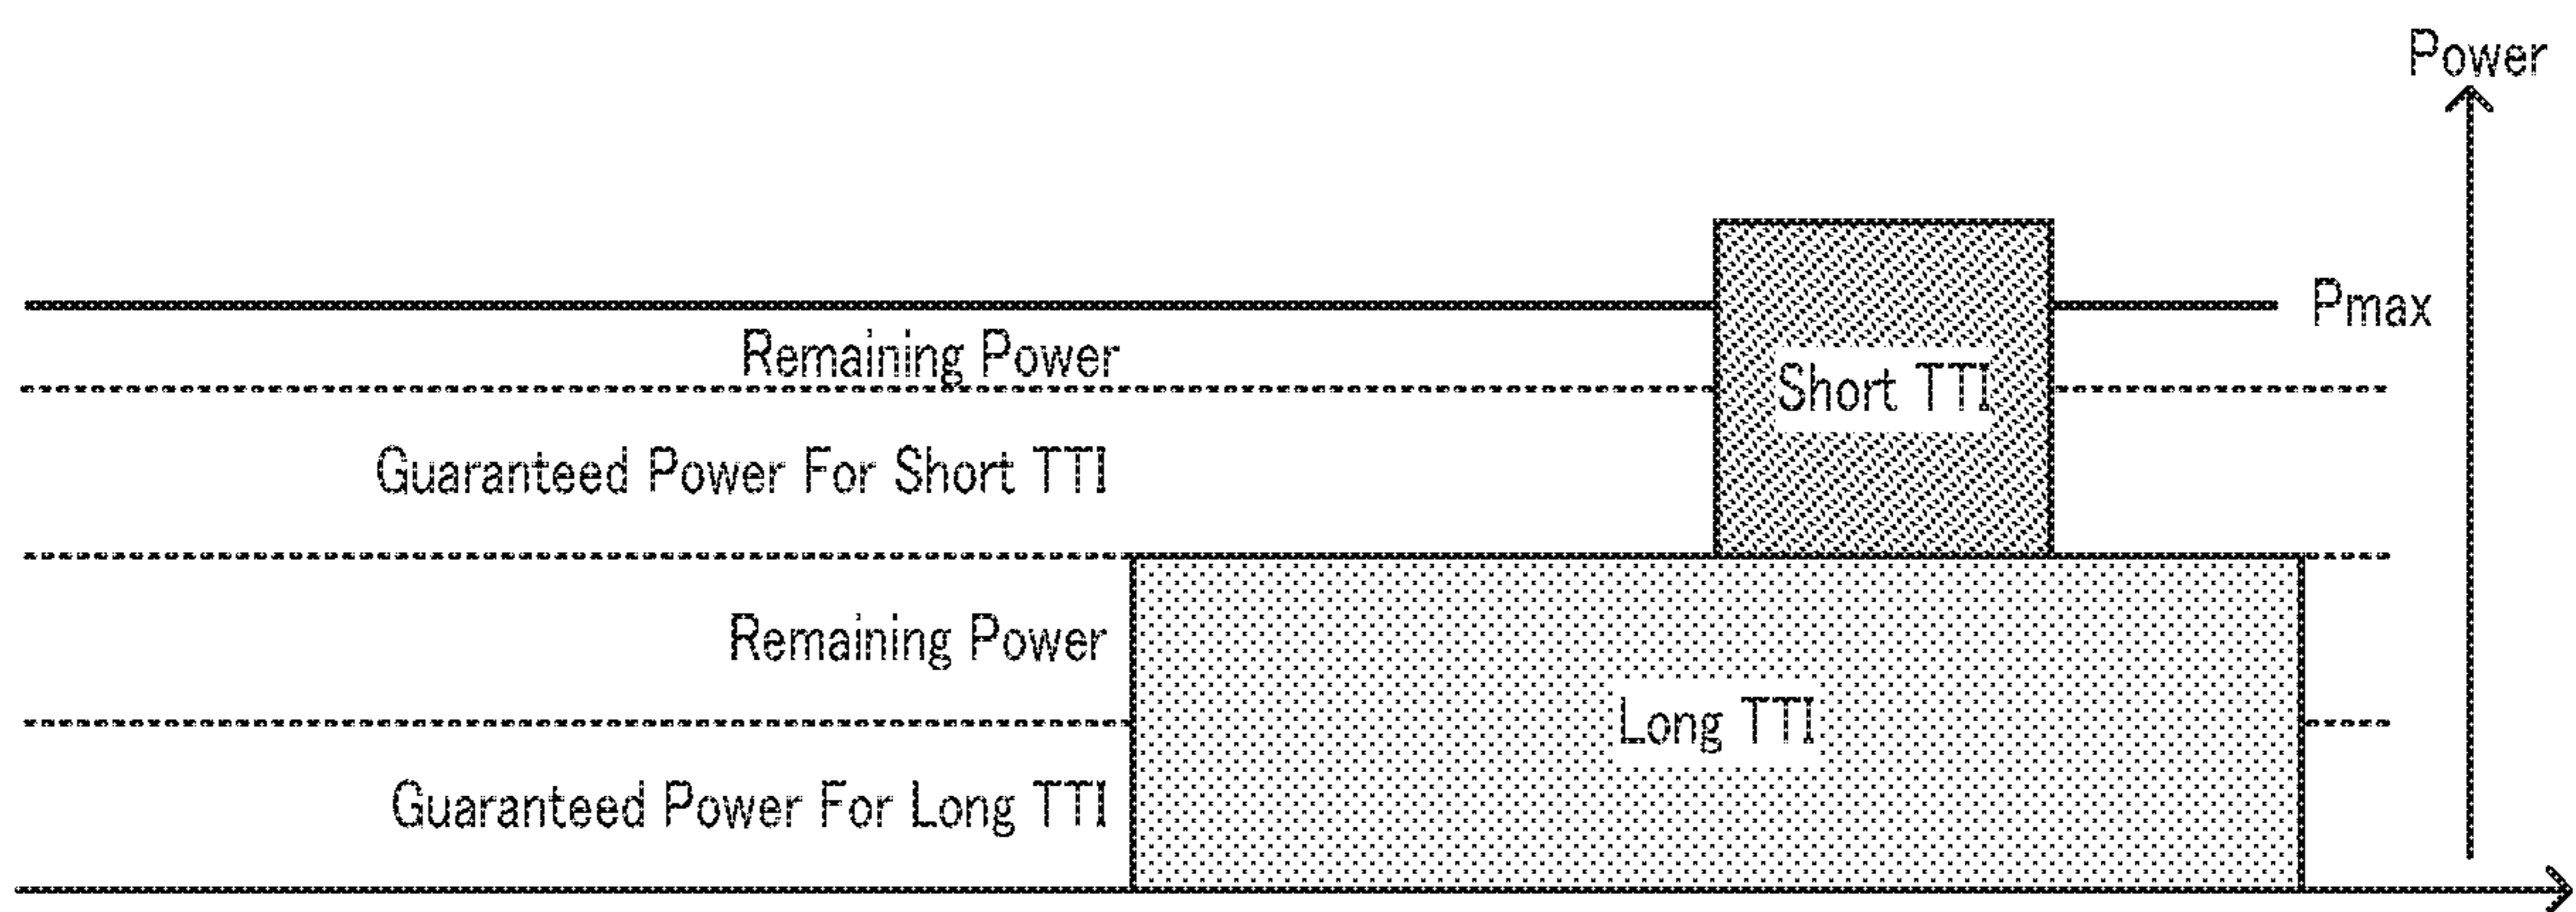 Power
Pmax
Remaining Power
Short TTI
Guaranteed Power For Short TTI
Remaining Power
Long TTI
Guaranteed Power For Long TTI